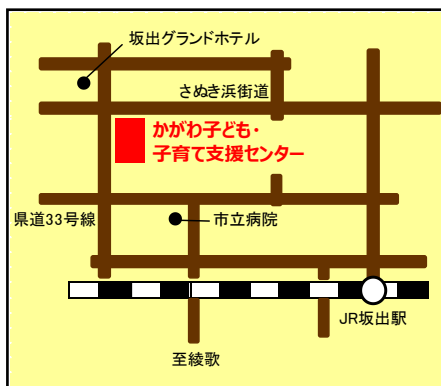 坂出グランドホテル
さぬき浜街道
かがわ子ども・
子育て支援センター
県道33号線
市立病院
JR坂出駅
至綾歌